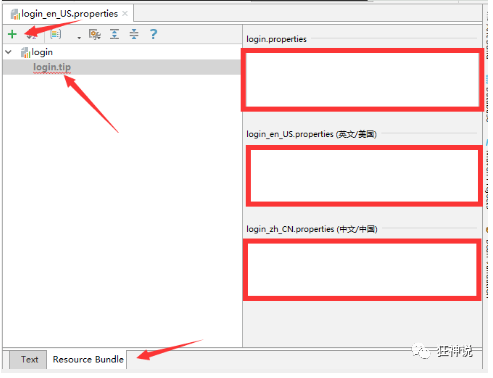 login_en_US.properties
login
login.tip
login.properties
login_en_US.properties (英文/美国)
login_zh_CN.properties (中文/中国)
Text
Resource Bundle
狂神说